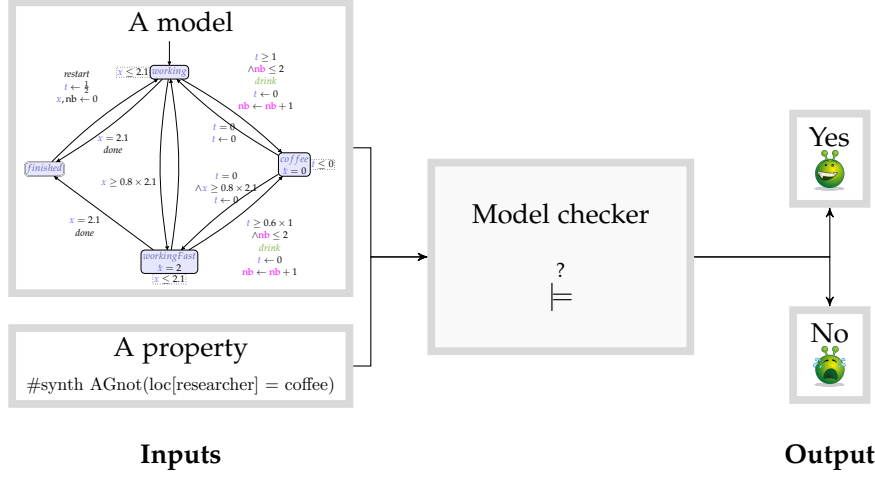 A model
x ≤ 2.1 working
restart
t ← 1/2
x, nb ← 0
t ≥ 1
∧nb ≤ 2
drink
t ← 0
nb ← nb + 1
x = 2.1
done
t = 0
t ← 0
finished
coffee
ẋ = 0
t ≤ 0
x ≥ 0.8 × 2.1
t = 0
∧x ≥ 0.8 × 2.1
t ← 0
x = 2.1
done
t ≥ 0.6 × 1
∧nb ≤ 2
drink
t ← 0
nb ← nb + 1
workingFast
ẋ = 2
x ≤ 2.1
A property
#synth AGnot(loc[researcher] = coffee)
Inputs
Model checker
?
⊨
Yes
No
Output